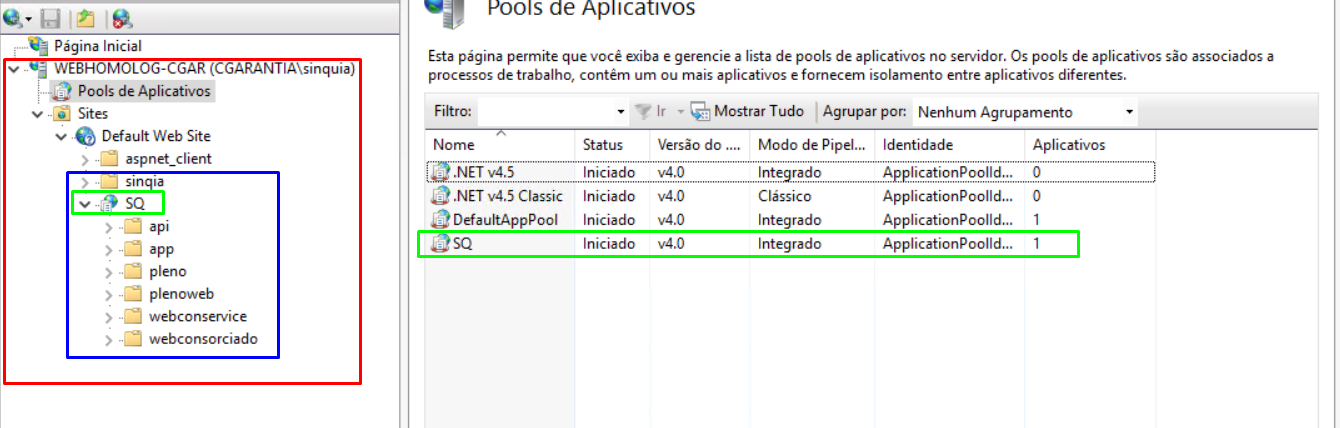 Pools de Aplicativos
Página Inicial
WEBHOMOLOG-CGAR (CGARANTIA\sinquia)
Pools de Aplicativos
Sites
Default Web Site
aspnet_client
sinqia
SQ
api
app
pleno
plenoweb
webconservice
webconsorciado
Esta página permite que você exiba e gerencie a lista de pools de aplicativos no servidor. Os pools de aplicativos são associados a
processos de trabalho, contêm um ou mais aplicativos e fornecem isolamento entre aplicativos diferentes.
Filtro: Ir Mostrar Tudo Agrupar por: Nenhum Agrupamento
Nome Status Versão do .... Modo de Pipel... Identidade Aplicativos
.NET v4.5 Iniciado v4.0 Integrado ApplicationPoolId... 0
.NET v4.5 Classic Iniciado v4.0 Clássico ApplicationPoolId... 0
DefaultAppPool Iniciado v4.0 Integrado ApplicationPoolId... 1
SQ Iniciado v4.0 Integrado ApplicationPoolId... 1